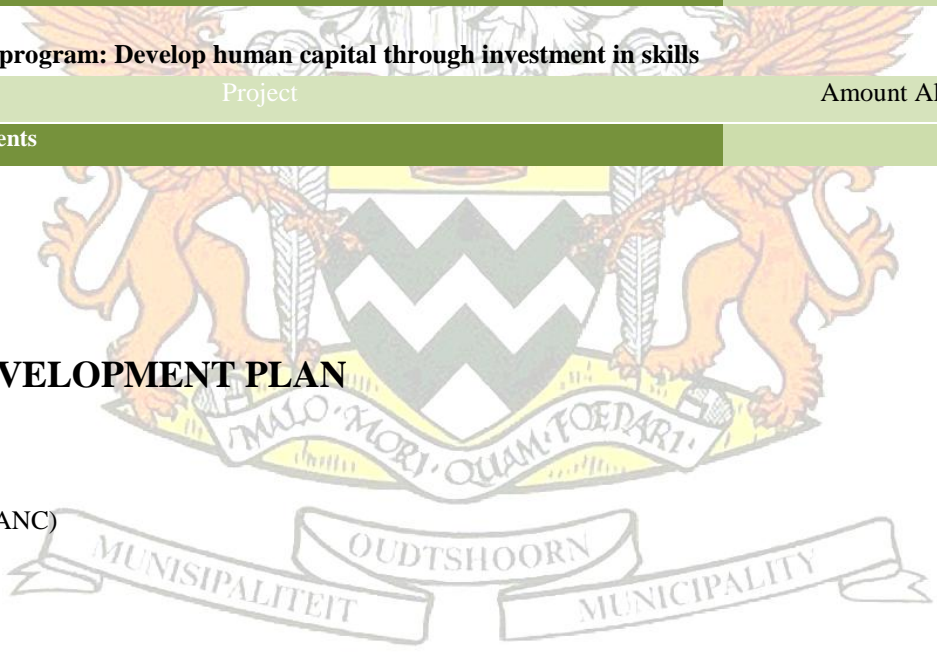 program: Develop human capital through investment in skills
Project Amount Al
ents
VELOPMENT PLAN
MALO · MORI · QUAM · FOEDARI ·
ANC)
MUNISIPALITEIT OUDTSHOORN MUNICIPALITY